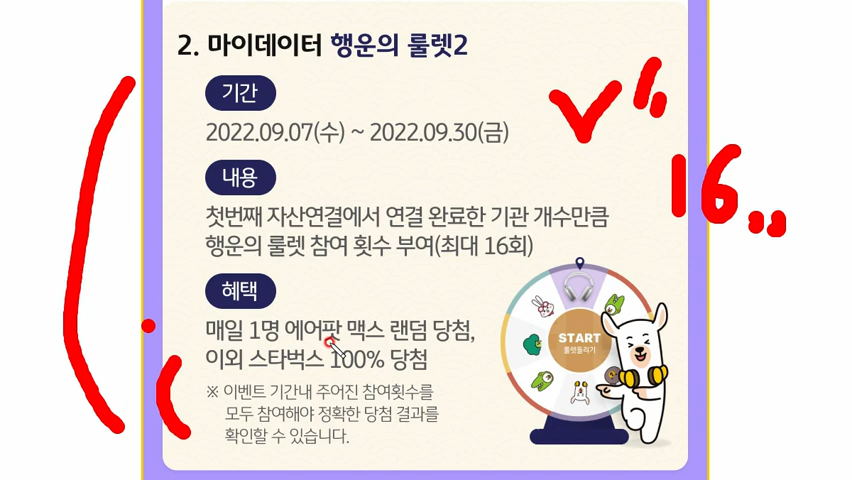 2. 마이데이터 행운의 룰렛2
기간
2022.09.07(수) ~ 2022.09.30(금)
내용
첫번째 자산연결에서 연결 완료한 기관 개수만큼
행운의 룰렛 참여 횟수 부여(최대 16회)
혜택
매일 1명 에어팟 맥스 랜덤 당첨,
이외 스타벅스 100% 당첨
※ 이벤트 기간내 주어진 참여횟수를
모두 참여해야 정확한 당첨 결과를
확인할 수 있습니다.
START
룰렛돌리기
16